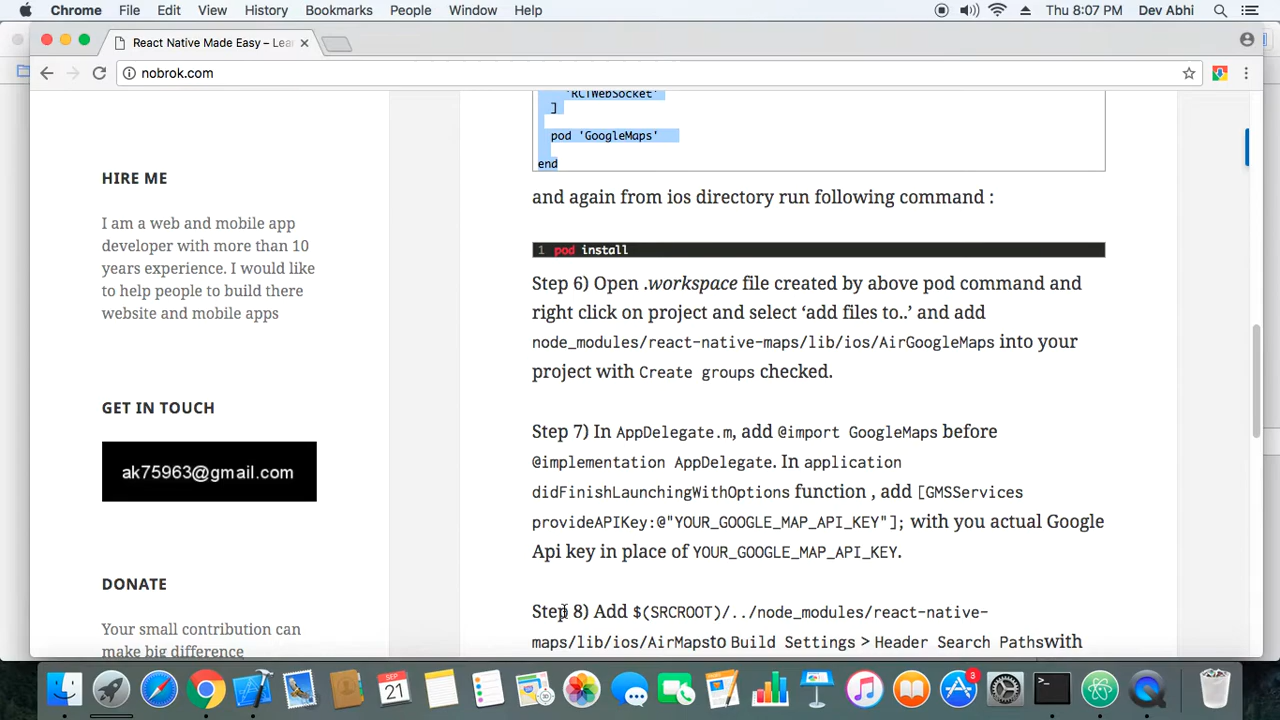 Chrome File Edit View History Bookmarks People Window Help Thu 8:07 PM Dev Abhi
React Native Made Easy – Lea
nobrok.com
'RCTWebSocket'
]
pod 'GoogleMaps'
end
and again from ios directory run following command :
1 pod install
Step 6) Open .workspace file created by above pod command and
right click on project and select ‘add files to..’ and add
node_modules/react-native-maps/lib/ios/AirGoogleMaps into your
project with Create groups checked.
Step 7) In AppDelegate.m, add @import GoogleMaps before
@implementation AppDelegate. In application
didFinishLaunchingWithOptions function , add [GMSServices
provideAPIKey:@"YOUR_GOOGLE_MAP_API_KEY"]; with you actual Google
Api key in place of YOUR_GOOGLE_MAP_API_KEY.
Step 8) Add $(SRCROOT)/../node_modules/react-native-
maps/lib/ios/AirMapsto Build Settings > Header Search Pathswith
HIRE ME
I am a web and mobile app
developer with more than 10
years experience. I would like
to help people to build there
website and mobile apps
GET IN TOUCH
ak75963@gmail.com
DONATE
Your small contribution can
make big difference
SEP
21
3